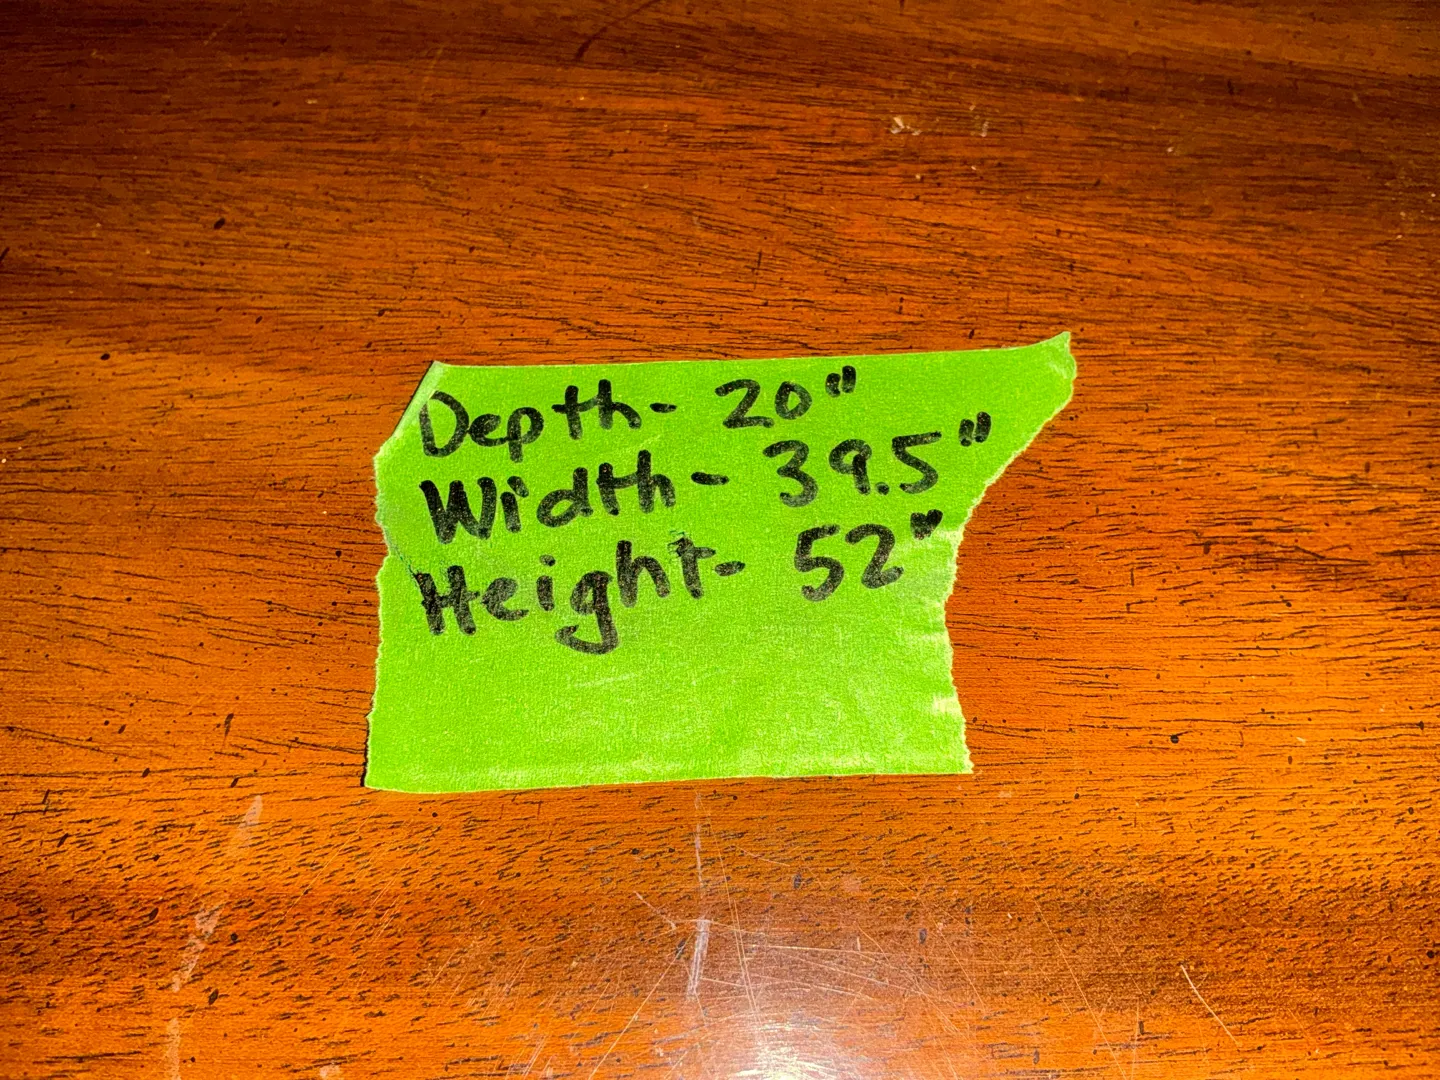 Depth- 20"
Width- 39.5"
Height- 52"